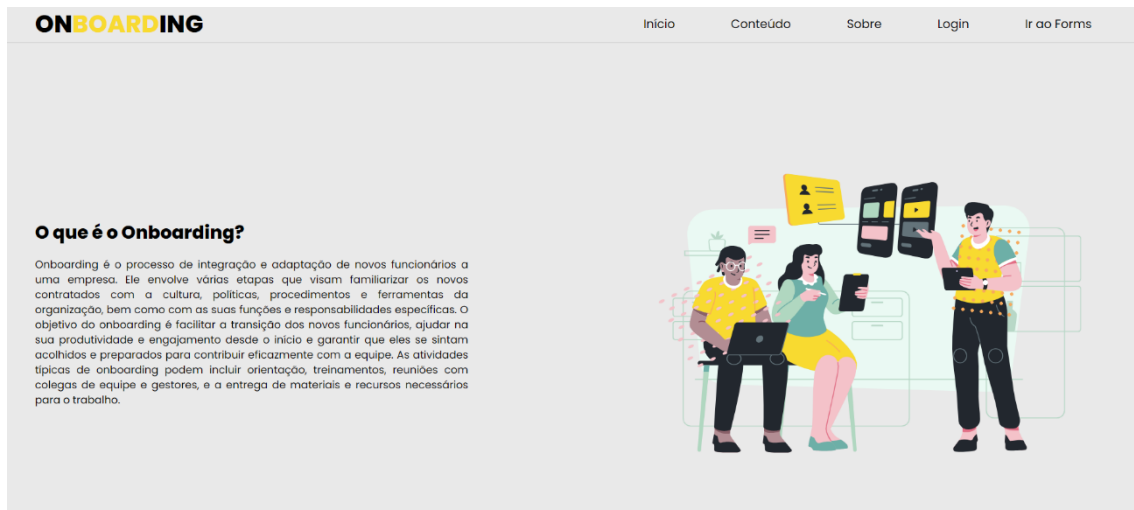 ONBOARDING
Início
Conteúdo
Sobre
Login
Ir ao Forms
O que é o Onboarding?
Onboarding é o processo de integração e adaptação de novos funcionários a
uma empresa. Ele envolve várias etapas que visam familiarizar os novos
contratados com a cultura, políticas, procedimentos e ferramentas da
organização, bem como com as suas funções e responsabilidades específicas. O
objetivo do onboarding é facilitar a transição dos novos funcionários, ajudar na
sua produtividade e engajamento desde o início e garantir que eles se sintam
acolhidos e preparados para contribuir eficazmente com a equipe. As atividades
típicas de onboarding podem incluir orientação, treinamentos, reuniões com
colegas de equipe e gestores, e a entrega de materiais e recursos necessários
para o trabalho.